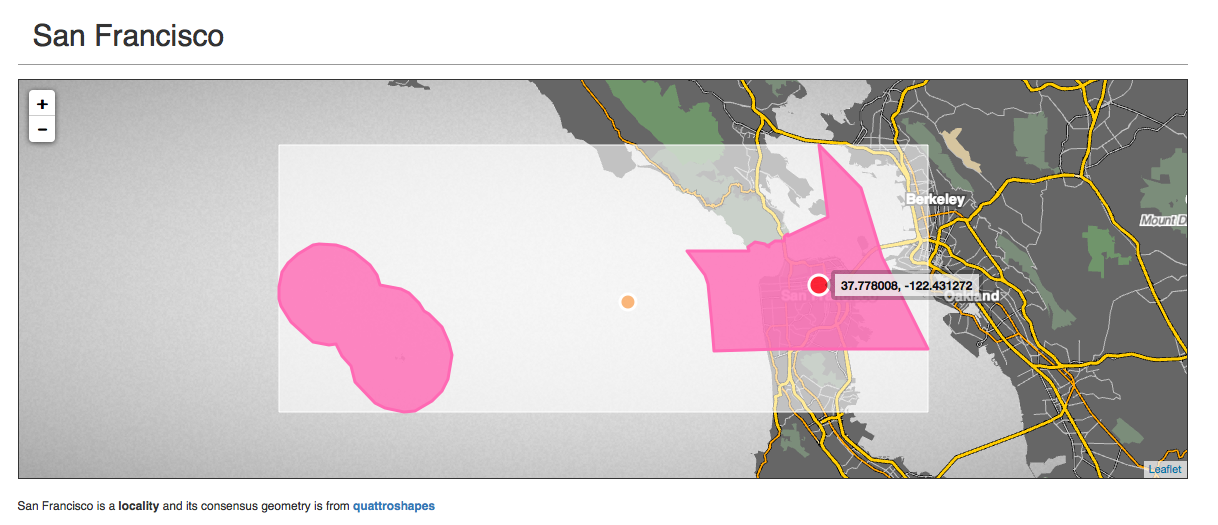 San Francisco
+
−
Berkeley
Mount D
37.778008, -122.431272
San
Oakland
Leaflet
San Francisco is a locality and its consensus geometry is from quattroshapes